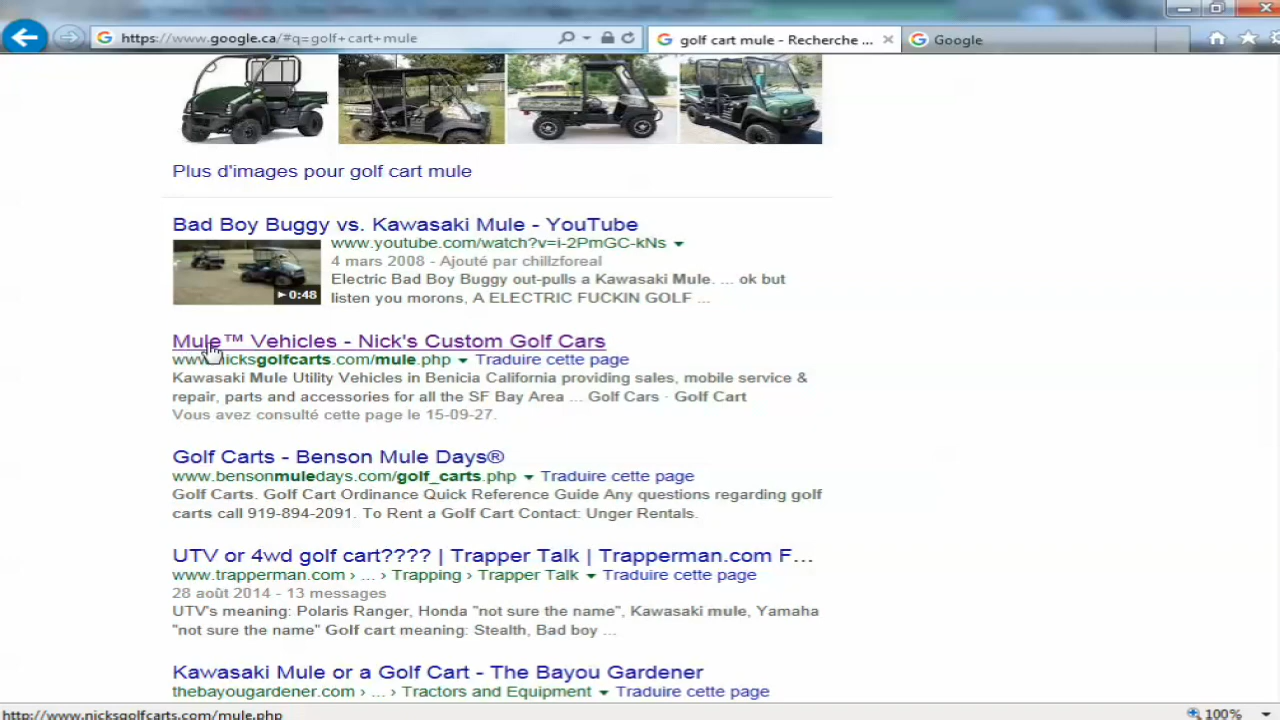 https://www.google.ca/#q=golf+cart+mule
golf cart mule - Recherche ...
Google
Plus d'images pour golf cart mule
Bad Boy Buggy vs. Kawasaki Mule - YouTube
www.youtube.com/watch?v=i-2PmGC-kNs
4 mars 2008 - Ajouté par chillzforeal
Electric Bad Boy Buggy out-pulls a Kawasaki Mule. ... ok but
listen you morons, A ELECTRIC FUCKIN GOLF ...
0:48
Mule™ Vehicles - Nick's Custom Golf Cars
www.nicksgolfcarts.com/mule.php Traduire cette page
Kawasaki Mule Utility Vehicles in Benicia California providing sales, mobile service &
repair, parts and accessories for all the SF Bay Area ... Golf Cars · Golf Cart
Vous avez consulté cette page le 15-09-27.
Golf Carts - Benson Mule Days®
www.bensonmuledays.com/golf_carts.php Traduire cette page
Golf Carts. Golf Cart Ordinance Quick Reference Guide Any questions regarding golf
carts call 919-894-2091. To Rent a Golf Cart Contact: Unger Rentals.
UTV or 4wd golf cart???? | Trapper Talk | Trapperman.com F...
www.trapperman.com › ... › Trapping › Trapper Talk Traduire cette page
28 août 2014 - 13 messages
UTV's meaning: Polaris Ranger, Honda "not sure the name", Kawasaki mule, Yamaha
"not sure the name" Golf cart meaning: Stealth, Bad boy ...
Kawasaki Mule or a Golf Cart - The Bayou Gardener
thebayougardener.com › ... › Tractors and Equipment Traduire cette page
http://www.nicksgolfcarts.com/mule.php
100%